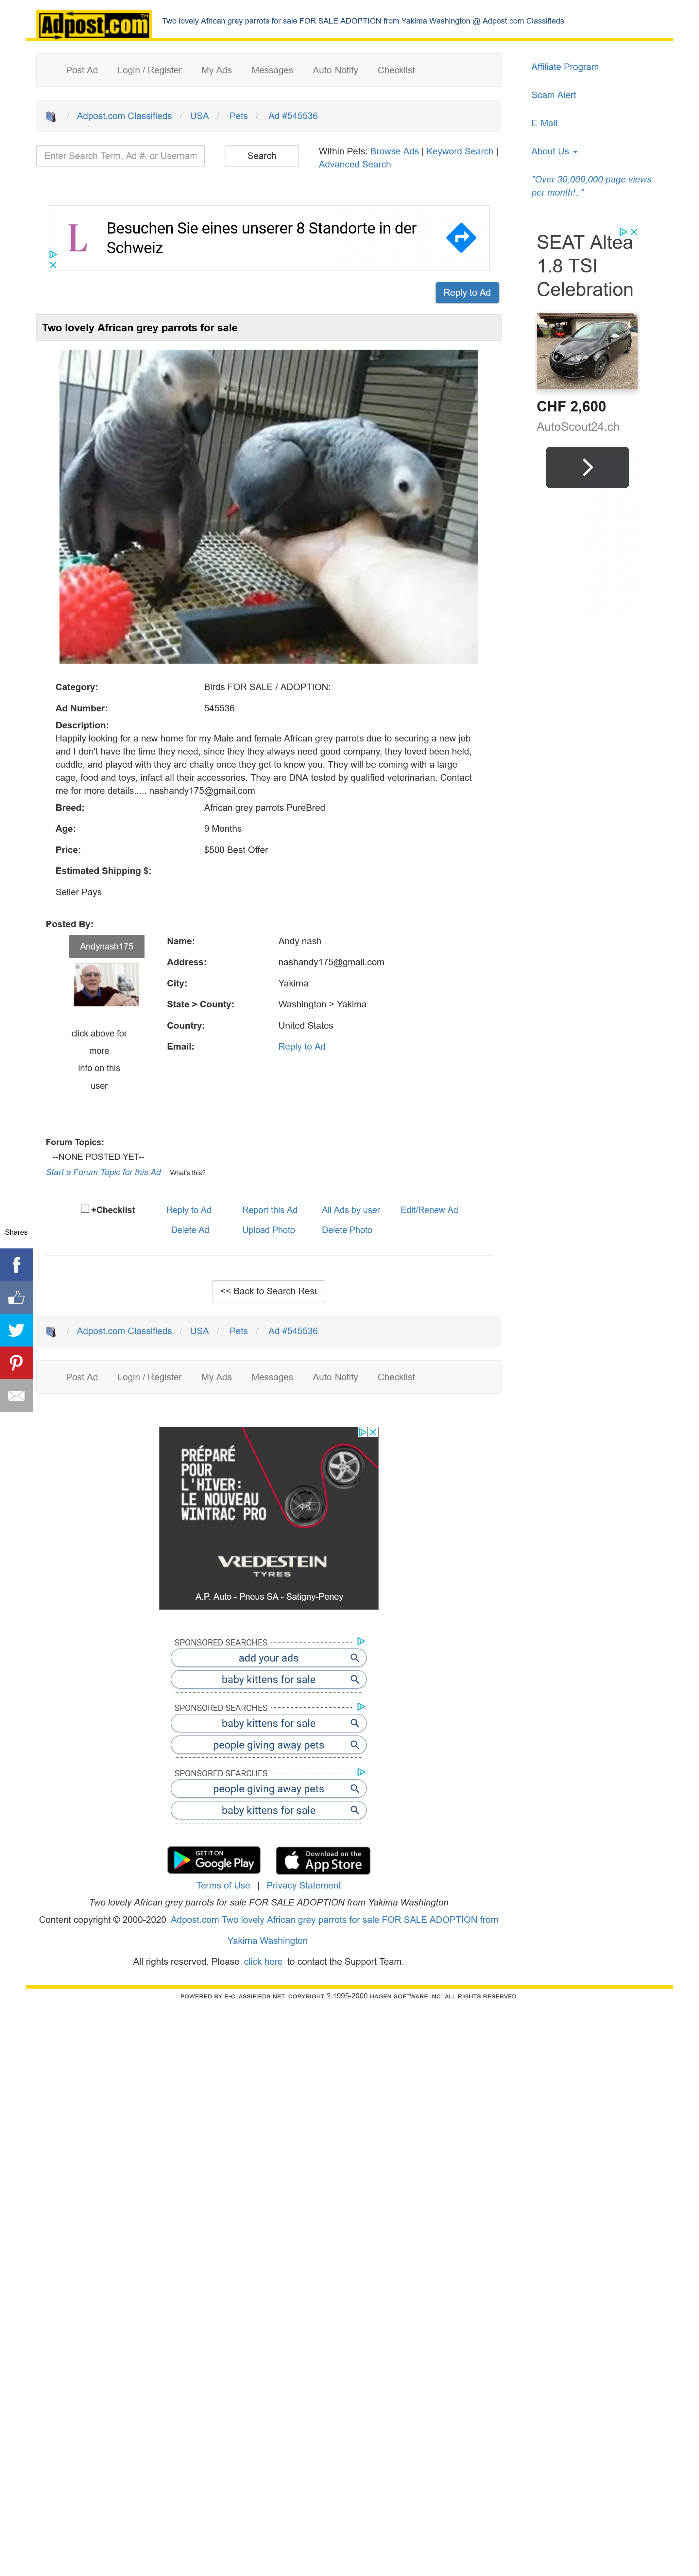 Adpost.com™
Two lovely African grey parrots for sale FOR SALE ADOPTION from Yakima Washington @ Adpost.com Classifieds
Post Ad Login / Register My Ads Messages Auto-Notify Checklist
/ Adpost.com Classifieds / USA / Pets / Ad #545536
Enter Search Term, Ad #, or Usernam
Search
Within Pets: Browse Ads | Keyword Search |
Advanced Search
Affiliate Program
Scam Alert
E-Mail
About Us
"Over 30,000,000 page views
per month!.."
L
Besuchen Sie eines unserer 8 Standorte in der
Schweiz
SEAT Altea
1.8 TSI
Celebration
CHF 2,600
AutoScout24.ch
Reply to Ad
Two lovely African grey parrots for sale
Category: Birds FOR SALE / ADOPTION:
Ad Number: 545536
Description:
Happily looking for a new home for my Male and female African grey parrots due to securing a new job
and I don't have the time they need, since they they always need good company, they loved been held,
cuddle, and played with they are chatty once they get to know you. They will be coming with a large
cage, food and toys, infact all their accessories. They are DNA tested by qualified veterinarian. Contact
me for more details..... nashandy175@gmail.com
Breed: African grey parrots PureBred
Age: 9 Months
Price: $500 Best Offer
Estimated Shipping $:
Seller Pays
Posted By:
Andynash175
click above for
more
info on this
user
Name: Andy nash
Address: nashandy175@gmail.com
City: Yakima
State > County: Washington > Yakima
Country: United States
Email: Reply to Ad
Forum Topics:
--NONE POSTED YET--
Start a Forum Topic for this Ad What's this?
+Checklist Reply to Ad Report this Ad All Ads by user Edit/Renew Ad
Delete Ad Upload Photo Delete Photo
Shares
<< Back to Search Resu
/ Adpost.com Classifieds / USA / Pets / Ad #545536
Post Ad Login / Register My Ads Messages Auto-Notify Checklist
PRÉPARÉ
POUR
L'HIVER:
LE NOUVEAU
WINTRAC PRO
VREDESTEIN
TYRES
A.P. Auto - Pneus SA - Satigny-Peney
SPONSORED SEARCHES
add your ads
baby kittens for sale
SPONSORED SEARCHES
baby kittens for sale
people giving away pets
SPONSORED SEARCHES
people giving away pets
baby kittens for sale
GET IT ON
Google Play
Download on the
App Store
Terms of Use | Privacy Statement
Two lovely African grey parrots for sale FOR SALE ADOPTION from Yakima Washington
Content copyright © 2000-2020 Adpost.com Two lovely African grey parrots for sale FOR SALE ADOPTION from
Yakima Washington
All rights reserved. Please click here to contact the Support Team.
POWERED BY E-CLASSIFIEDS.NET. COPYRIGHT ? 1995-2000 HAGEN SOFTWARE INC. ALL RIGHTS RESERVED.